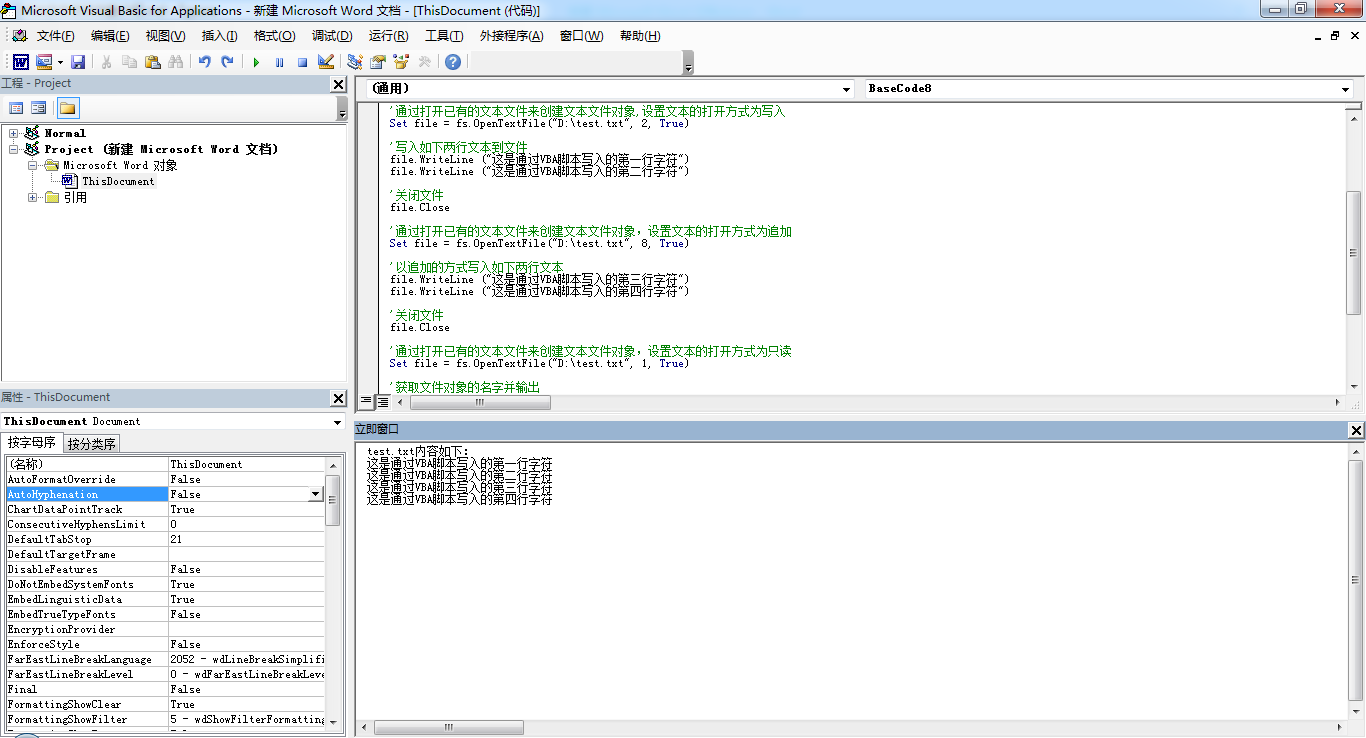 Microsoft Visual Basic for Applications - 新建 Microsoft Word 文档 - [ThisDocument (代码)]
文件(F) 编辑(E) 视图(V) 插入(I) 格式(O) 调试(D) 运行(R) 工具(T) 外接程序(A) 窗口(W) 帮助(H)
工程 - Project
Normal
Project (新建 Microsoft Word 文档)
Microsoft Word 对象
ThisDocument
引用
属性 - ThisDocument
ThisDocument Document
按字母序 按分类序
(名称) ThisDocument
AutoFormatOverride False
AutoHyphenation False
ChartDataPointTrack True
ConsecutiveHyphensLimit 0
DefaultTabStop 21
DefaultTargetFrame
DisableFeatures False
DoNotEmbedSystemFonts True
EmbedLinguisticData True
EmbedTrueTypeFonts False
EncryptionProvider
EnforceStyle False
FarEastLineBreakLanguage 2052 - wdLineBreakSimplifi
FarEastLineBreakLevel 0 - wdFarEastLineBreakLeve
Final False
FormattingShowClear True
FormattingShowFilter 5 - wdShowFilterFormatting
(通用) BaseCode8
'通过打开已有的文本文件来创建文本文件对象,设置文本的打开方式为写入
Set file = fs.OpenTextFile("D:\test.txt", 2, True)
'写入如下两行文本到文件
file.WriteLine ("这是通过VBA脚本写入的第一行字符")
file.WriteLine ("这是通过VBA脚本写入的第二行字符")
'关闭文件
file.Close
'通过打开已有的文本文件来创建文本文件对象，设置文本的打开方式为追加
Set file = fs.OpenTextFile("D:\test.txt", 8, True)
'以追加的方式写入如下两行文本
file.WriteLine ("这是通过VBA脚本写入的第三行字符")
file.WriteLine ("这是通过VBA脚本写入的第四行字符")
'关闭文件
file.Close
'通过打开已有的文本文件来创建文本文件对象，设置文本的打开方式为只读
Set file = fs.OpenTextFile("D:\test.txt", 1, True)
'获取文件对象的名字并输出
立即窗口
test.txt内容如下:
这是通过VBA脚本写入的第一行字符
这是通过VBA脚本写入的第二行字符
这是通过VBA脚本写入的第三行字符
这是通过VBA脚本写入的第四行字符